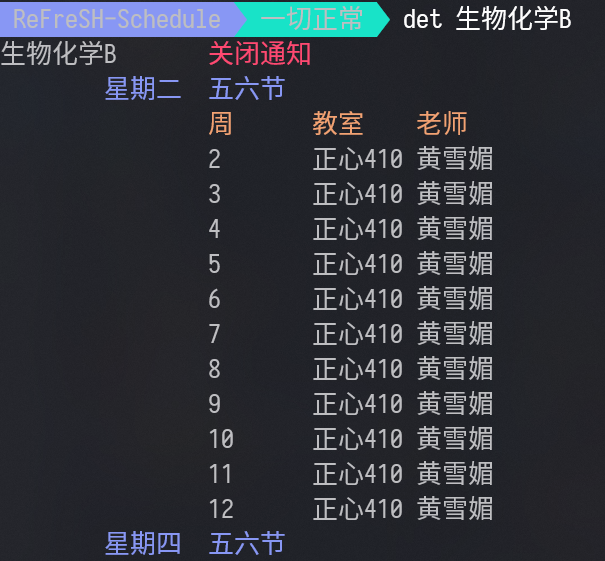 ReFreSH-Schedule 一切正常 det 生物化学B
生物化学B 关闭通知
星期二 五六节
周 教室 老师
2 正心410 黄雪媚
3 正心410 黄雪媚
4 正心410 黄雪媚
5 正心410 黄雪媚
6 正心410 黄雪媚
7 正心410 黄雪媚
8 正心410 黄雪媚
9 正心410 黄雪媚
10 正心410 黄雪媚
11 正心410 黄雪媚
12 正心410 黄雪媚
星期四 五六节